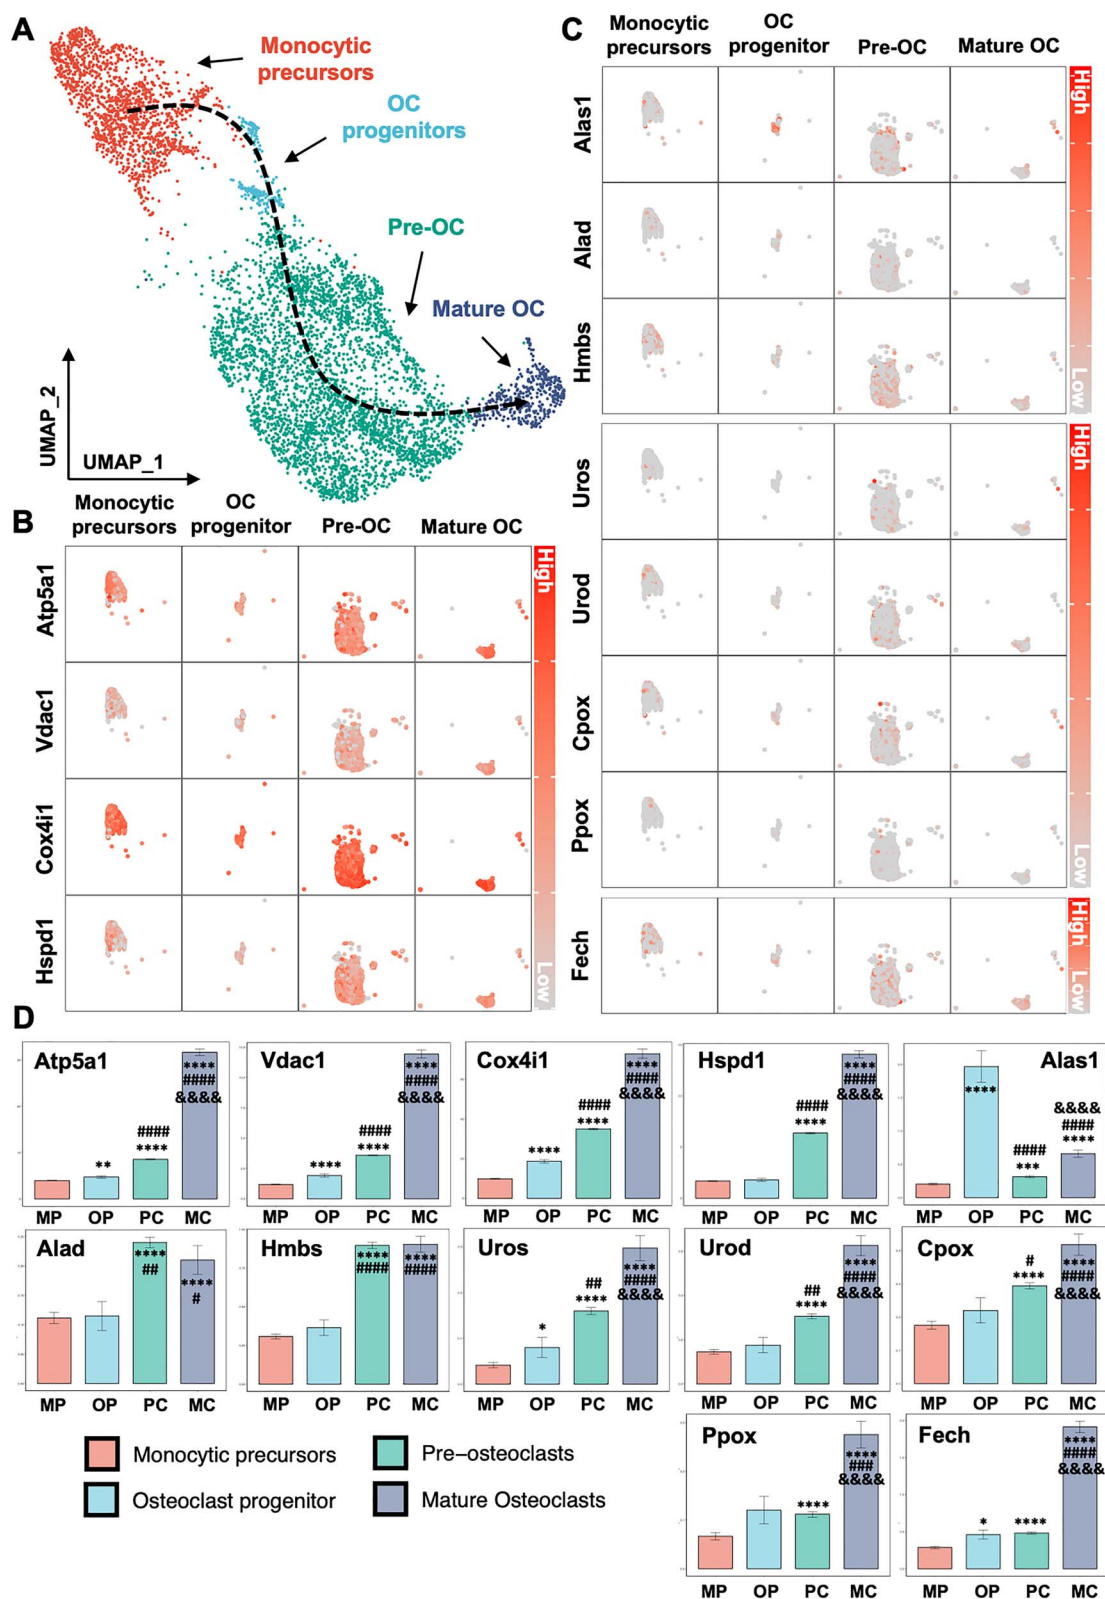 A
Monocytic
precursors
OC
progenitors
Pre-OC
Mature OC
UMAP_2
UMAP_1
B
Monocytic
precursors
OC
progenitor
Pre-OC
Mature OC
Atp5a1
Vdac1
Cox4i1
Hspd1
High
Low
C
Monocytic
precursors
OC
progenitor
Pre-OC
Mature OC
Alas1
Alad
Hmbs
High
Low
Uros
Urod
Cpox
Ppox
High
Low
Fech
High
Low
D
Atp5a1
**
####
****
****
####
&&&&
MP OP PC MC
Vdac1
****
####
****
****
####
&&&&
MP OP PC MC
Cox4i1
****
####
****
****
####
&&&&
MP OP PC MC
Hspd1
####
****
****
####
&&&&
MP OP PC MC
Alas1
****
####
***
&&&&
####
****
MP OP PC MC
Alad
****
##
****
#
MP OP PC MC
Hmbs
****
####
****
####
MP OP PC MC
Uros
*
##
****
****
####
&&&&
MP OP PC MC
Urod
##
****
****
####
&&&&
MP OP PC MC
Cpox
#
****
****
####
&&&&
MP OP PC MC
Ppox
****
****
###
&&&&
MP OP PC MC
Fech
*
****
****
####
&&&&
MP OP PC MC
Monocytic precursors
Osteoclast progenitor
Pre-osteoclasts
Mature Osteoclasts